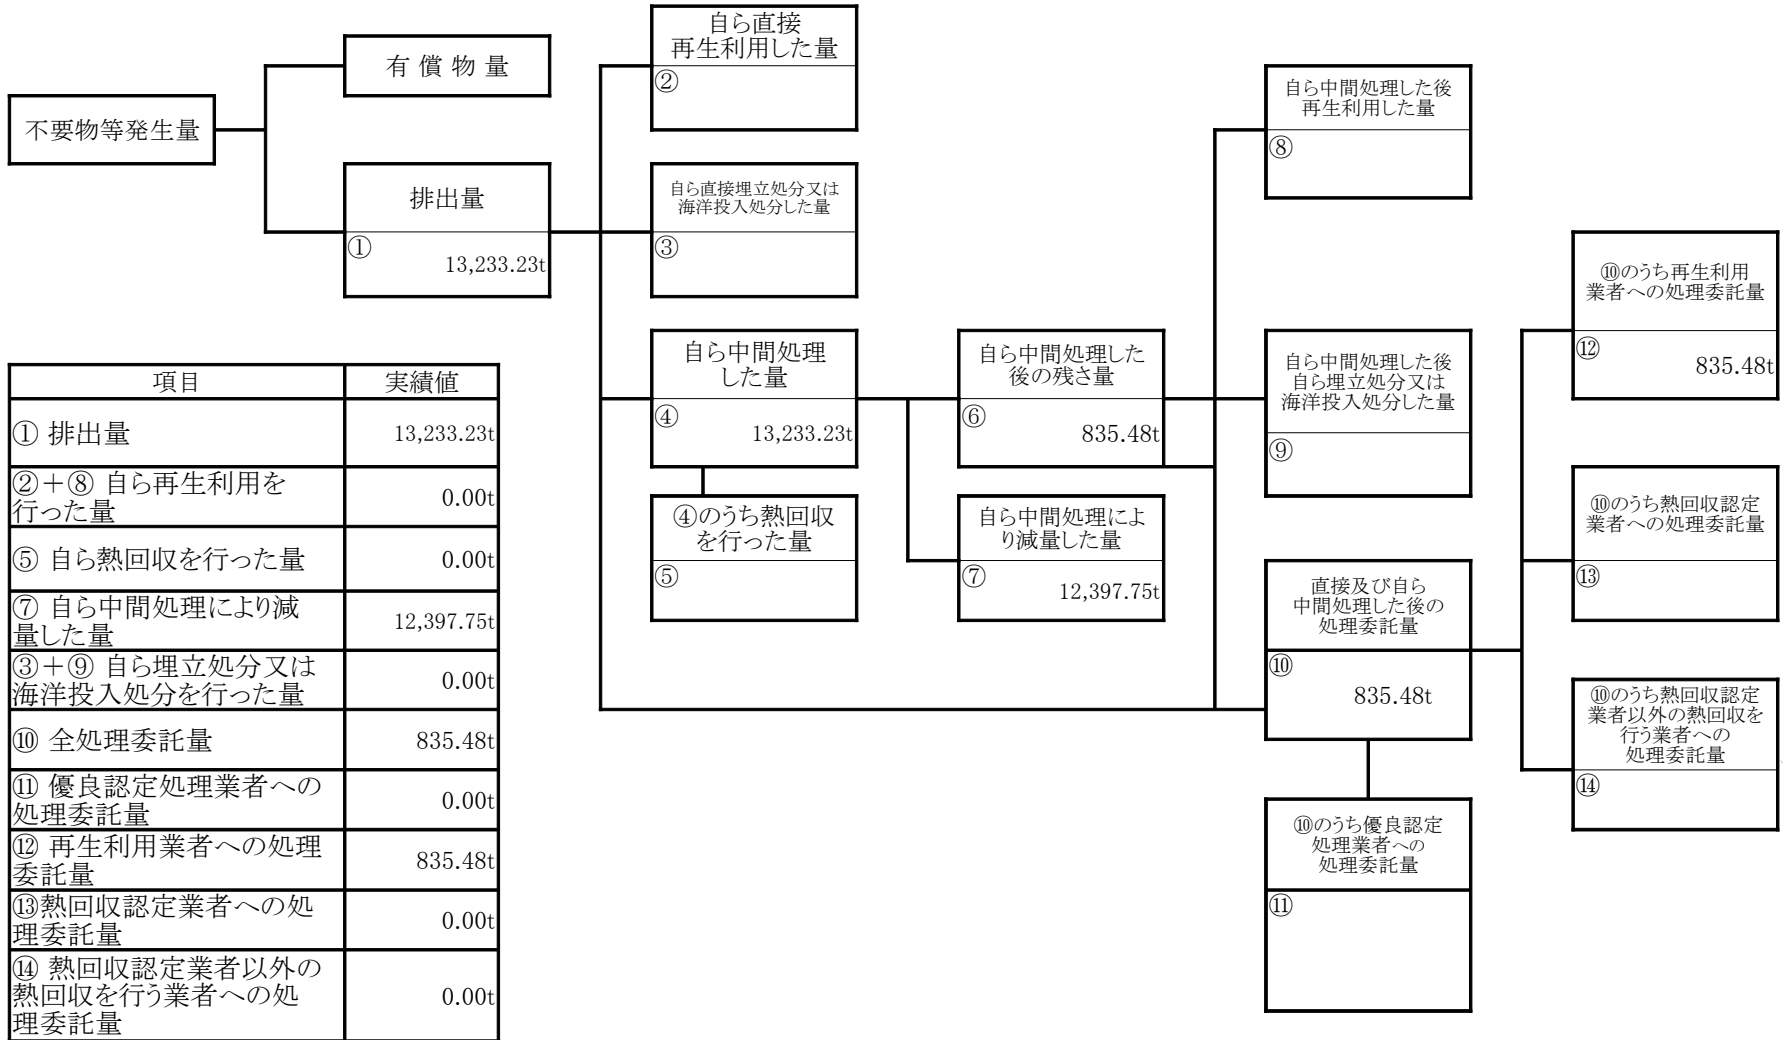 不要物等発生量
有 償 物 量
排出量
①
13,233.23t
自ら直接
再生利用した量
②
自ら直接埋立処分又は
海洋投入処分した量
③
自ら中間処理
した量
④
13,233.23t
④のうち熱回収
を行った量
⑤
自ら中間処理した
後の残さ量
⑥
835.48t
自ら中間処理によ
り減量した量
⑦
12,397.75t
自ら中間処理した後
再生利用した量
⑧
自ら中間処理した後
自ら埋立処分又は
海洋投入処分した量
⑨
直接及び自ら
中間処理した後の
処理委託量
⑩
835.48t
⑩のうち優良認定
処理業者への
処理委託量
⑪
⑩のうち再生利用
業者への処理委託量
⑫
835.48t
⑩のうち熱回収認定
業者への処理委託量
⑬
⑩のうち熱回収認定
業者以外の熱回収を
行う業者への
処理委託量
⑭
項目 実績値
① 排出量 13,233.23t
②＋⑧ 自ら再生利用を
行った量 0.00t
⑤ 自ら熱回収を行った量 0.00t
⑦ 自ら中間処理により減
量した量 12,397.75t
③＋⑨ 自ら埋立処分又は
海洋投入処分を行った量 0.00t
⑩ 全処理委託量 835.48t
⑪ 優良認定処理業者への
処理委託量 0.00t
⑫ 再生利用業者への処理
委託量 835.48t
⑬熱回収認定業者への処
理委託量 0.00t
⑭ 熱回収認定業者以外の
熱回収を行う業者への処
理委託量 0.00t